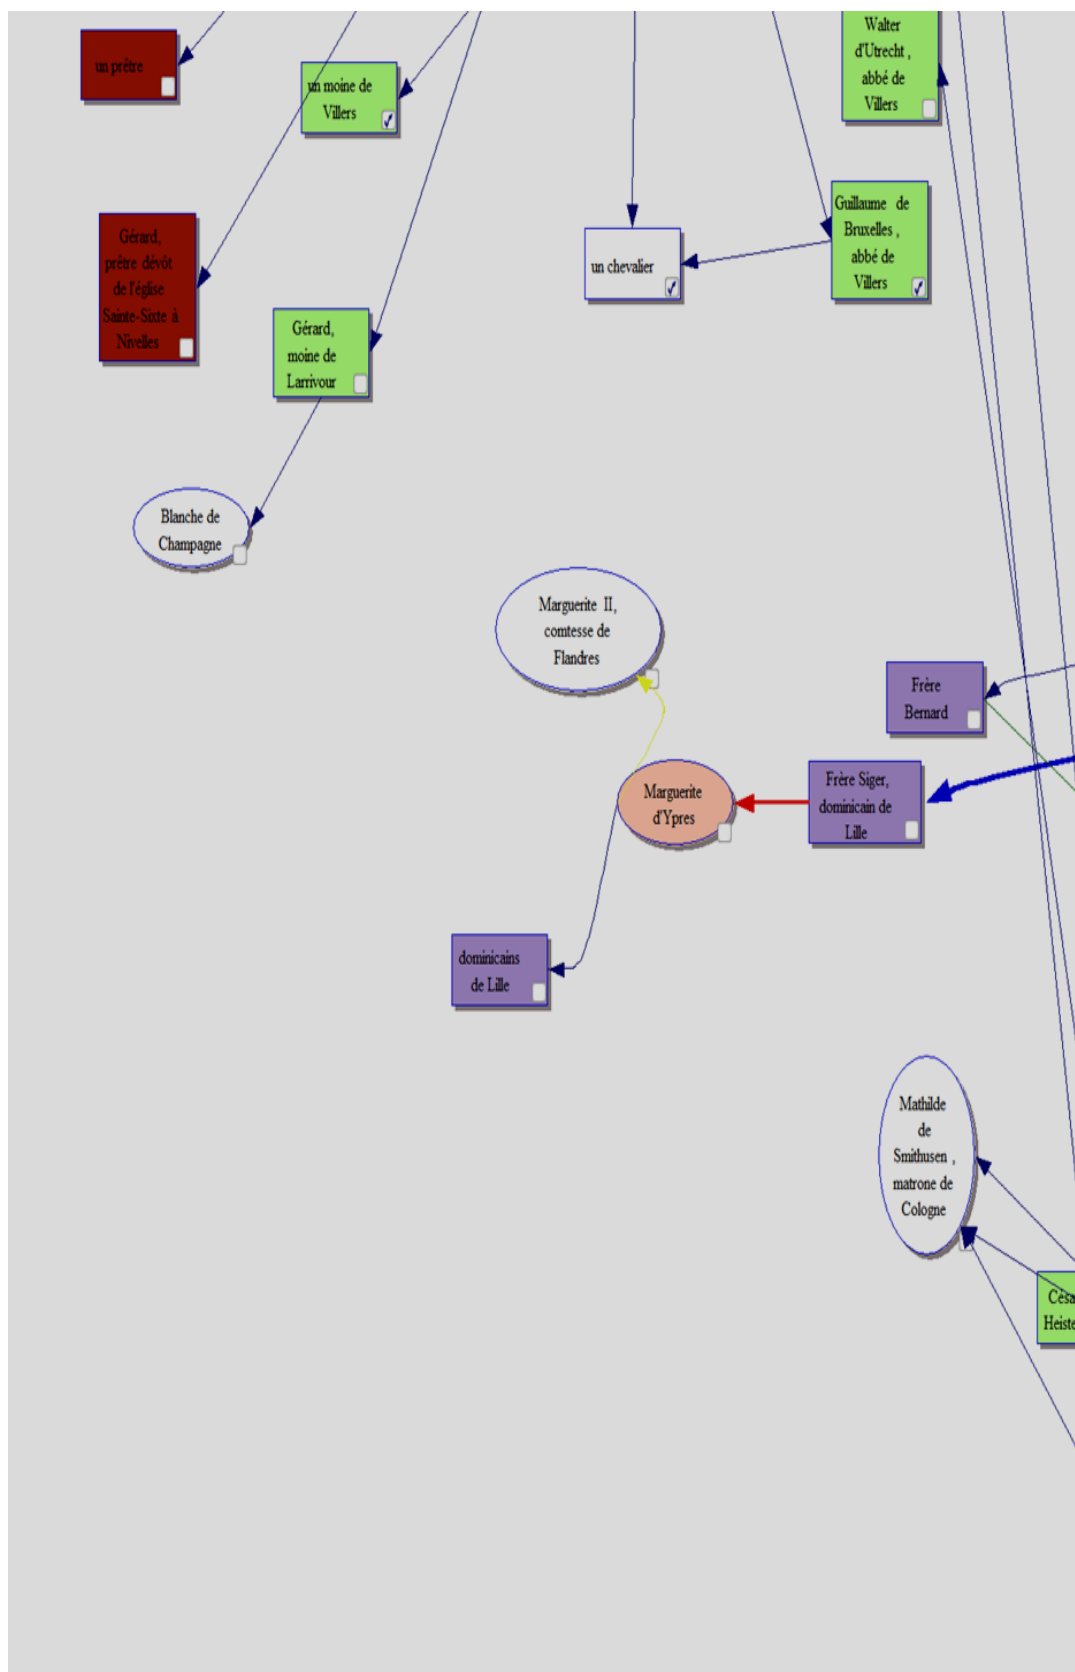 un prêtre
un moine de
Villers
Walter
d'Utrecht ,
abbé de
Villers
Gérard,
prêtre dévôt
de l'église
Sainte-Sixte à
Nivelles
un chevalier
Guillaume de
Bruxelles ,
abbé de
Villers
Gérard,
moine de
Larrivour
Blanche de
Champagne
Marguerite II,
comtesse de
Flandres
Frère
Bernard
Marguerite
d'Ypres
Frère Siger,
dominicain de
Lille
dominicains
de Lille
Mathilde
de
Smithusen ,
matrone de
Cologne
Césa
Heiste